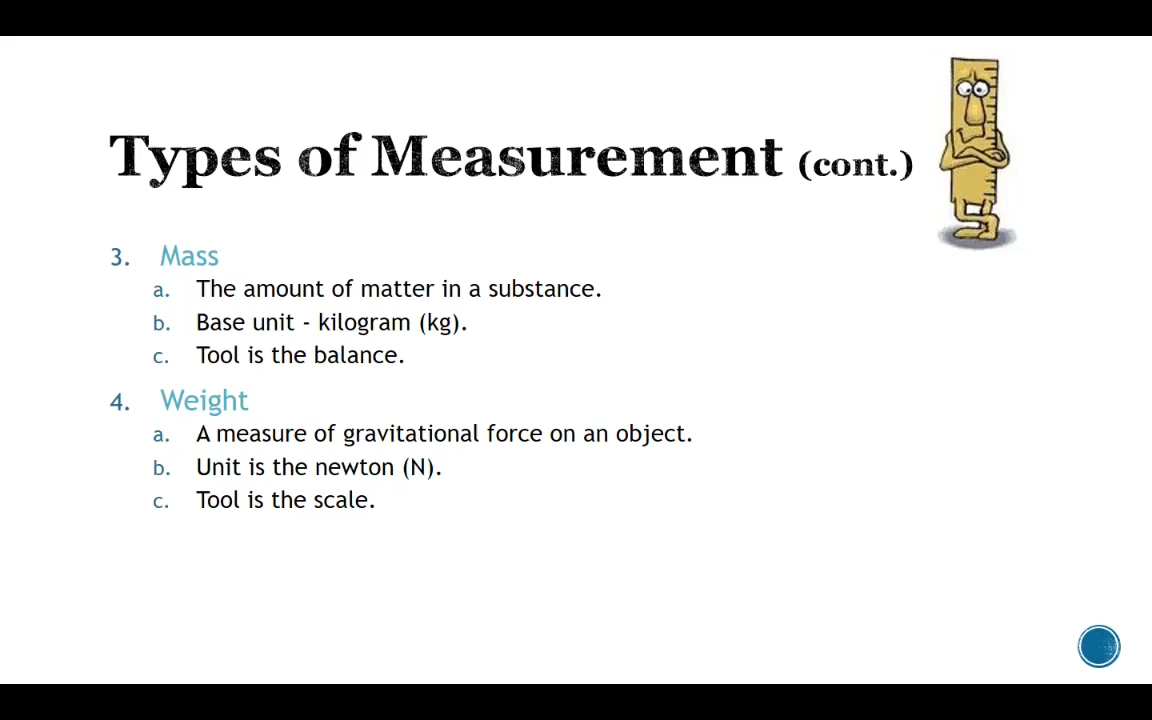 Types of Measurement (cont.)
3. Mass
a. The amount of matter in a substance.
b. Base unit - kilogram (kg).
c. Tool is the balance.
4. Weight
a. A measure of gravitational force on an object.
b. Unit is the newton (N).
c. Tool is the scale.